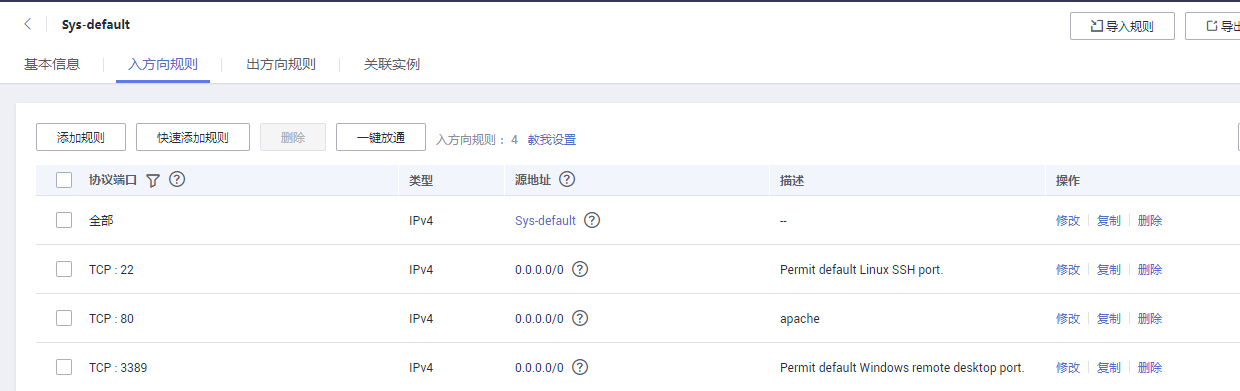 Sys-default
导入规则 导出
基本信息 入方向规则 出方向规则 关联实例
添加规则 快速添加规则 删除 一键放通 入方向规则： 4 教我设置
协议端口 类型 源地址 描述 操作
全部 IPv4 Sys-default -- 修改 复制 删除
TCP : 22 IPv4 0.0.0.0/0 Permit default Linux SSH port. 修改 复制 删除
TCP : 80 IPv4 0.0.0.0/0 apache 修改 复制 删除
TCP : 3389 IPv4 0.0.0.0/0 Permit default Windows remote desktop port. 修改 复制 删除